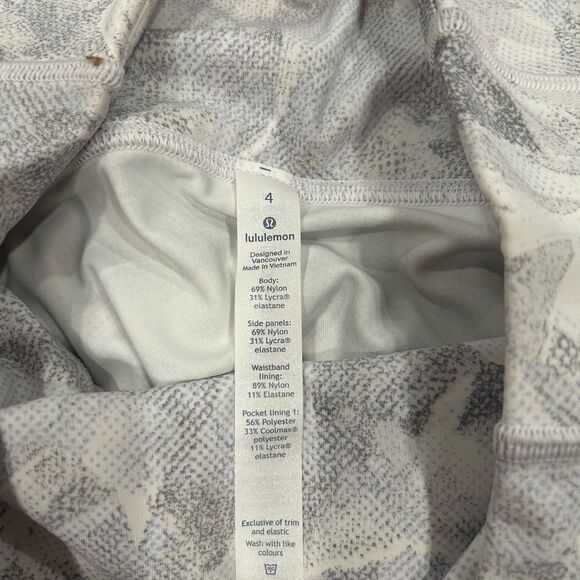 4
lululemon
Designed in
Vancouver
Made in Vietnam
Body:
69% Nylon
31% Lycra®
elastane
Side panels:
69% Nylon
31% Lycra®
elastane
Waistband
lining:
89% Nylon
11% Elastane
Pocket lining 1:
56% Polyester
33% Coolmax®
polyester
11% Lycra®
elastane
Exclusive of trim
and elastic
Wash with like
colours